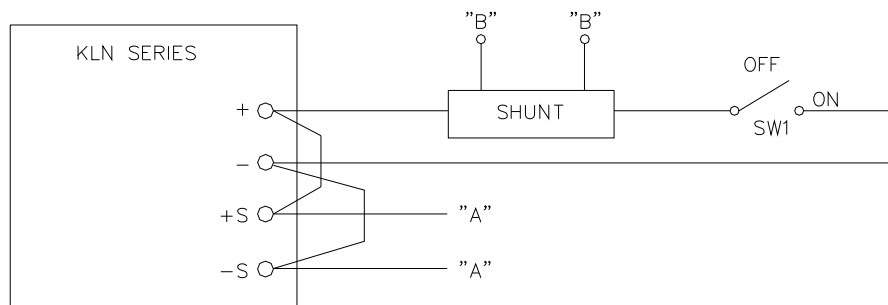 "B" "B"
KLN SERIES
OFF
+ SHUNT ON
SW1
-
+S "A"
-S "A"